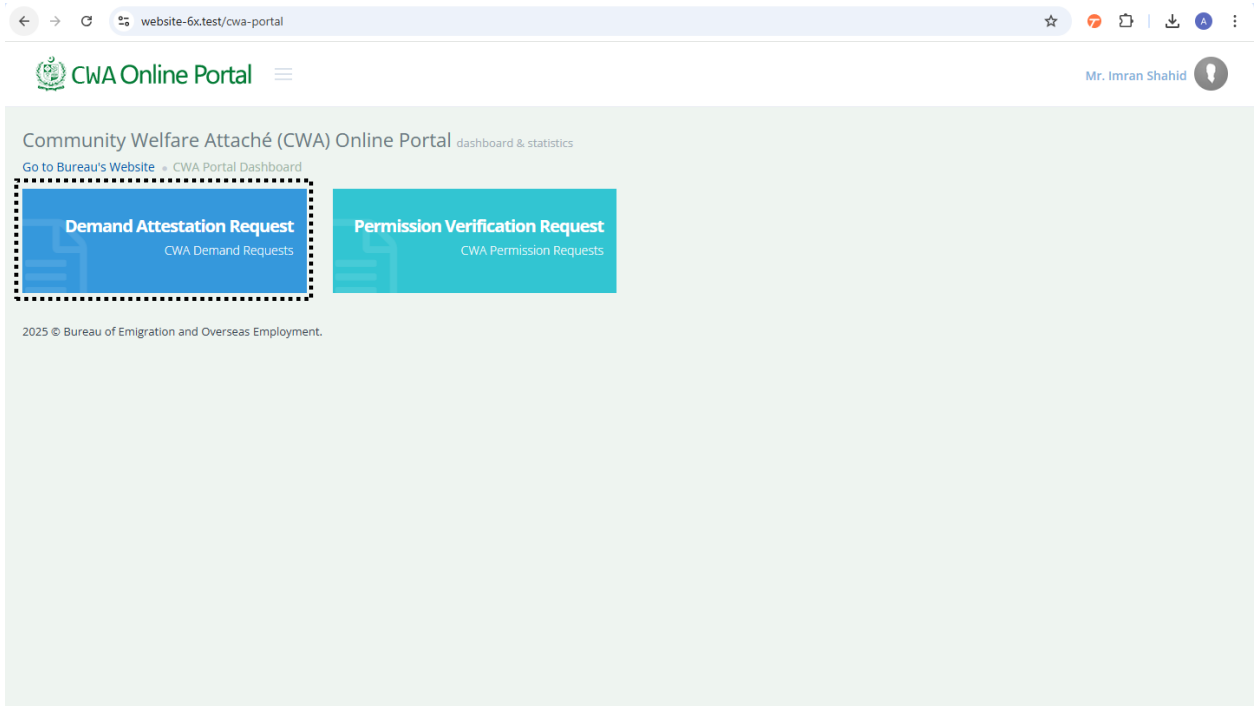 website-6x.test/cwa-portal
A
CWA Online Portal
Mr. Imran Shahid
Community Welfare Attaché (CWA) Online Portal dashboard & statistics
Go to Bureau's Website CWA Portal Dashboard
Demand Attestation Request
CWA Demand Requests
Permission Verification Request
CWA Permission Requests
2025 © Bureau of Emigration and Overseas Employment.